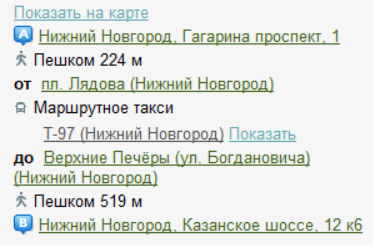 Показать на карте
A Нижний Новгород, Гагарина проспект, 1
Пешком 224 м
от пл. Лядова (Нижний Новгород)
Маршрутное такси
Т-97 (Нижний Новгород) Показать
до Верхние Печёры (ул. Богдановича)
(Нижний Новгород)
Пешком 519 м
B Нижний Новгород, Казанское шоссе, 12 к6